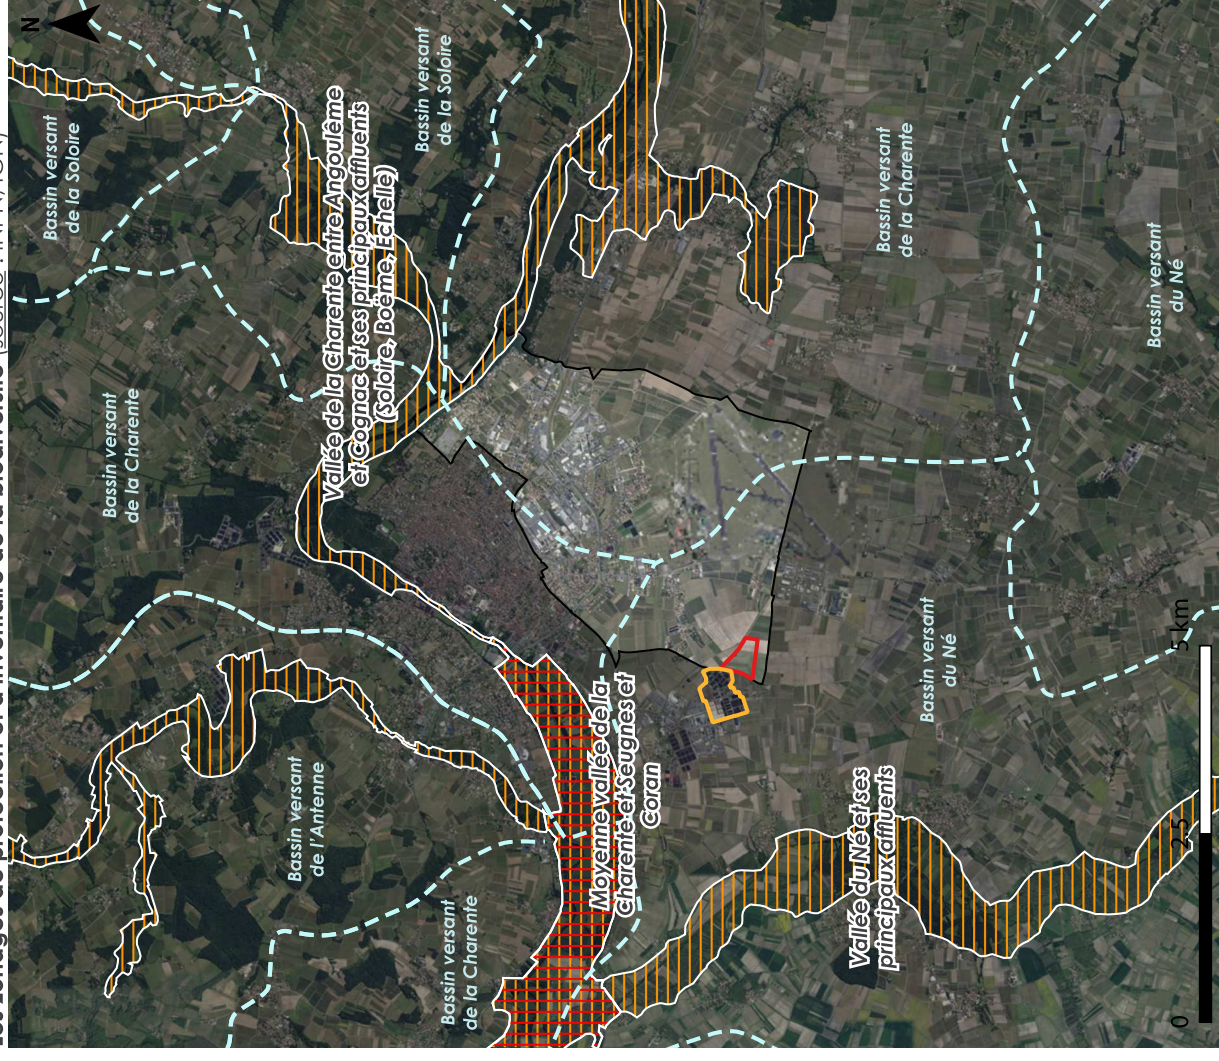 N
Bassin versant
de la Soloire
Bassin versant
de la Soloire
Vallée de la Charente entre Angoulême
et Cognac et ses principaux affluents
(Soloire, Boëme, Echelle)
Bassin versant
de la Charente
Bassin versant
de la Charente
Bassin versant
du Né
Bassin versant
de l'Antenne
Moyenne vallée de la
Charente et Seugnes et
Coran
Bassin versant
du Né
Bassin versant
de la Charente
Vallée du Né et ses
principaux affluents
0
2,5
5 km